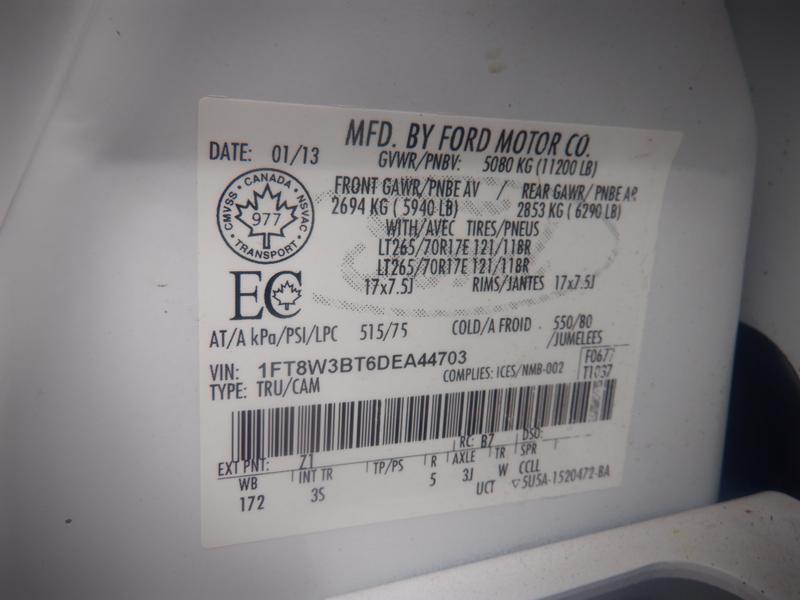 MFD. BY FORD MOTOR CO.
DATE: 01/13
GVWR/PNBV: 5080 KG (11200 LB)
FRONT GAWR/PNBE AV / REAR GAWR/PNBE AR
2694 KG ( 5940 LB) 2853 KG ( 6290 LB)
WITH/AVEC TIRES/PNEUS
LT265/70R17E 121/118R
LT265/70R17E 121/118R
17x7.5J RIMS/JANTES 17x7.5J
CANADA
CMVSS NSVAC
977
TRANSPORT
EC
AT/A kPa/PSI/LPC 515/75 COLD/A FROID 550/80
/JUMELEES
VIN: 1FT8W3BT6DEA44703
TYPE: TRU/CAM COMPLIES: ICES/NMB-002
F0677
T1037
EXT PNT: Z1 RC: B7 DSO:
WB INT TR TP/PS R AXLE TR SPR
172 3S 5 3J W CCLL
UCT ▽5U5A-1520472-BA